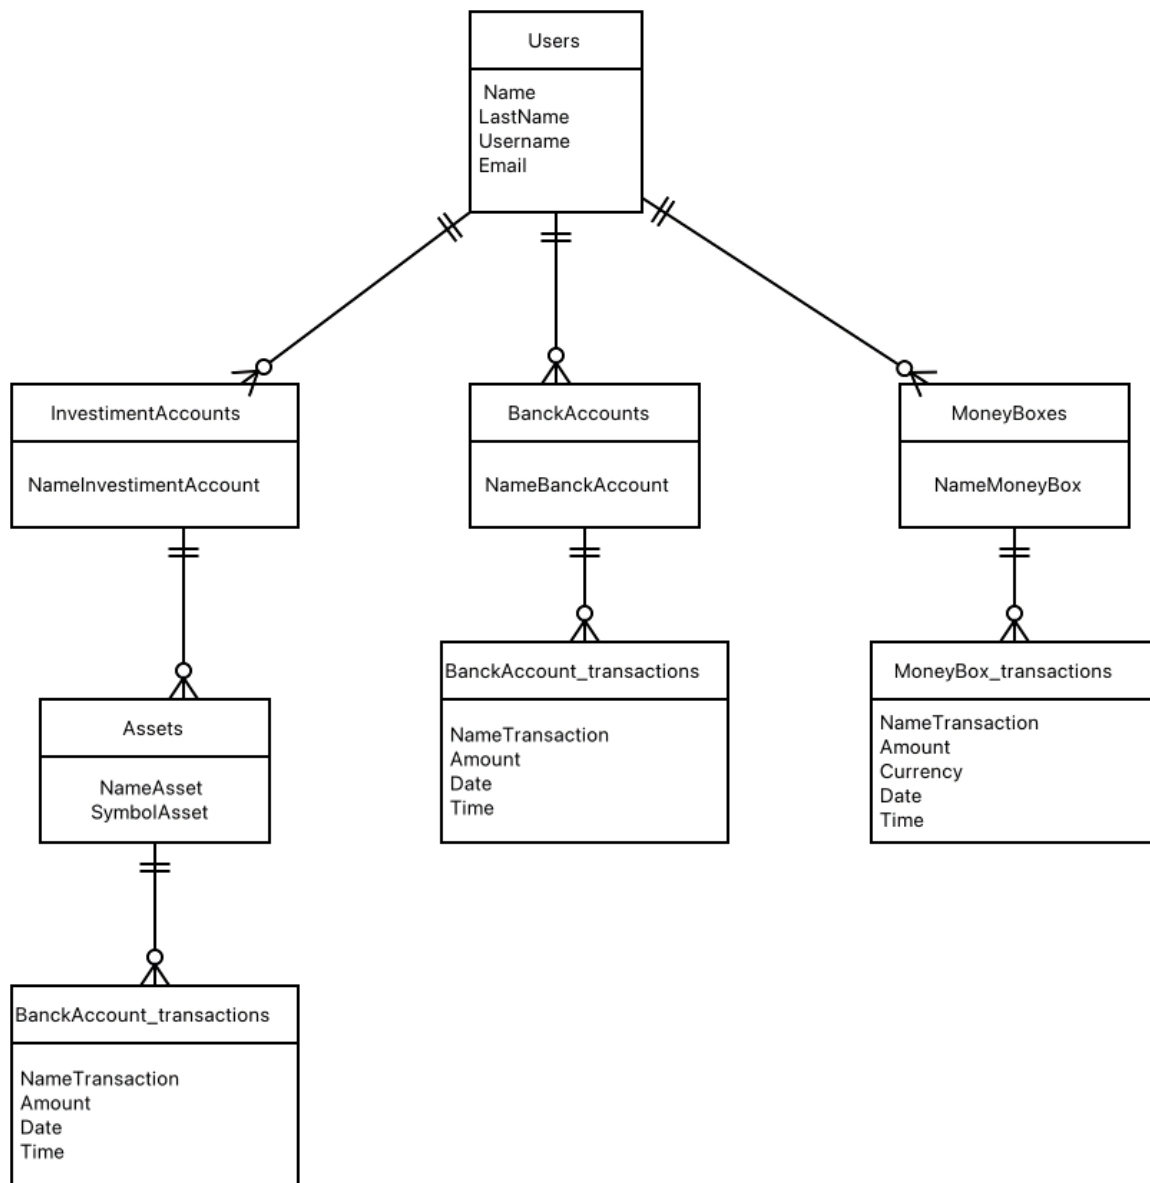 Users
Name
LastName
Username
Email
InvestimentAccounts
NameInvestimentAccount
BanckAccounts
NameBanckAccount
MoneyBoxes
NameMoneyBox
Assets
NameAsset
SymbolAsset
BanckAccount_transactions
NameTransaction
Amount
Date
Time
MoneyBox_transactions
NameTransaction
Amount
Currency
Date
Time
BanckAccount_transactions
NameTransaction
Amount
Date
Time